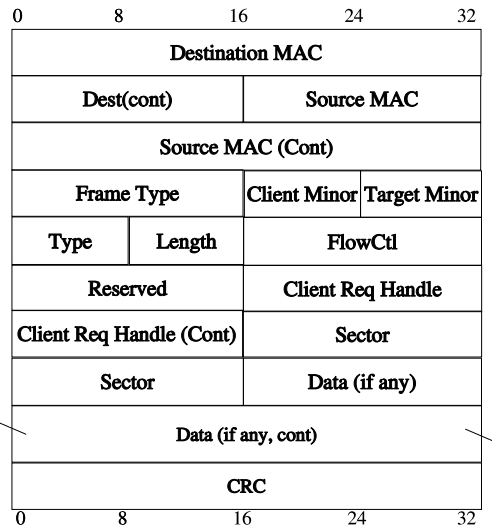 0 8 16 24 32
Destination MAC
Dest(cont) Source MAC
Source MAC (Cont)
Frame Type Client Minor Target Minor
Type Length FlowCtl
Reserved Client Req Handle
Client Req Handle (Cont) Sector
Sector Data (if any)
Data (if any, cont)
CRC
0 8 16 24 32